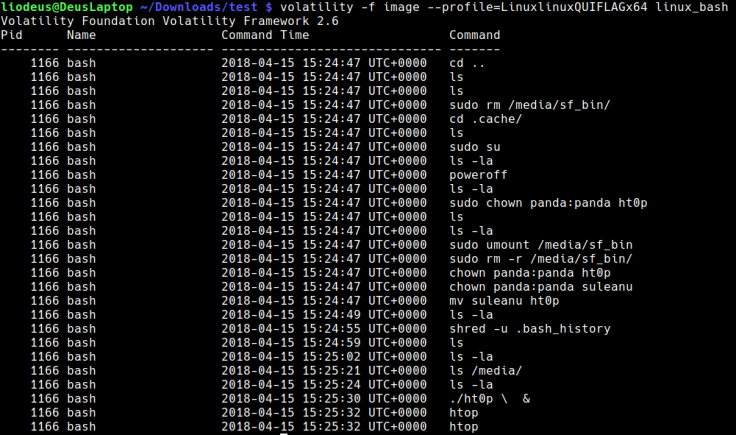 liodeus@DeusLaptop ~/Downloads/test $ volatility -f image --profile=LinuxlinuxQUIFLAGx64 linux_bash
Volatility Foundation Volatility Framework 2.6
Pid      Name                 Command Time                   Command
-------- -------------------- ------------------------------ -------
    1166 bash                 2018-04-15 15:24:47 UTC+0000   cd ..
    1166 bash                 2018-04-15 15:24:47 UTC+0000   ls
    1166 bash                 2018-04-15 15:24:47 UTC+0000   ls
    1166 bash                 2018-04-15 15:24:47 UTC+0000   sudo rm /media/sf_bin/
    1166 bash                 2018-04-15 15:24:47 UTC+0000   cd .cache/
    1166 bash                 2018-04-15 15:24:47 UTC+0000   ls
    1166 bash                 2018-04-15 15:24:47 UTC+0000   sudo su
    1166 bash                 2018-04-15 15:24:47 UTC+0000   ls -la
    1166 bash                 2018-04-15 15:24:47 UTC+0000   poweroff
    1166 bash                 2018-04-15 15:24:47 UTC+0000   ls -la
    1166 bash                 2018-04-15 15:24:47 UTC+0000   sudo chown panda:panda ht0p
    1166 bash                 2018-04-15 15:24:47 UTC+0000   ls
    1166 bash                 2018-04-15 15:24:47 UTC+0000   ls -la
    1166 bash                 2018-04-15 15:24:47 UTC+0000   sudo umount /media/sf_bin
    1166 bash                 2018-04-15 15:24:47 UTC+0000   sudo rm -r /media/sf_bin/
    1166 bash                 2018-04-15 15:24:47 UTC+0000   chown panda:panda ht0p
    1166 bash                 2018-04-15 15:24:47 UTC+0000   chown panda:panda suleanu
    1166 bash                 2018-04-15 15:24:47 UTC+0000   mv suleanu ht0p
    1166 bash                 2018-04-15 15:24:49 UTC+0000   ls -la
    1166 bash                 2018-04-15 15:24:55 UTC+0000   shred -u .bash_history
    1166 bash                 2018-04-15 15:24:59 UTC+0000   ls
    1166 bash                 2018-04-15 15:25:02 UTC+0000   ls -la
    1166 bash                 2018-04-15 15:25:21 UTC+0000   ls /media/
    1166 bash                 2018-04-15 15:25:24 UTC+0000   ls -la
    1166 bash                 2018-04-15 15:25:30 UTC+0000   ./ht0p \  &
    1166 bash                 2018-04-15 15:25:32 UTC+0000   htop
    1166 bash                 2018-04-15 15:25:32 UTC+0000   htop